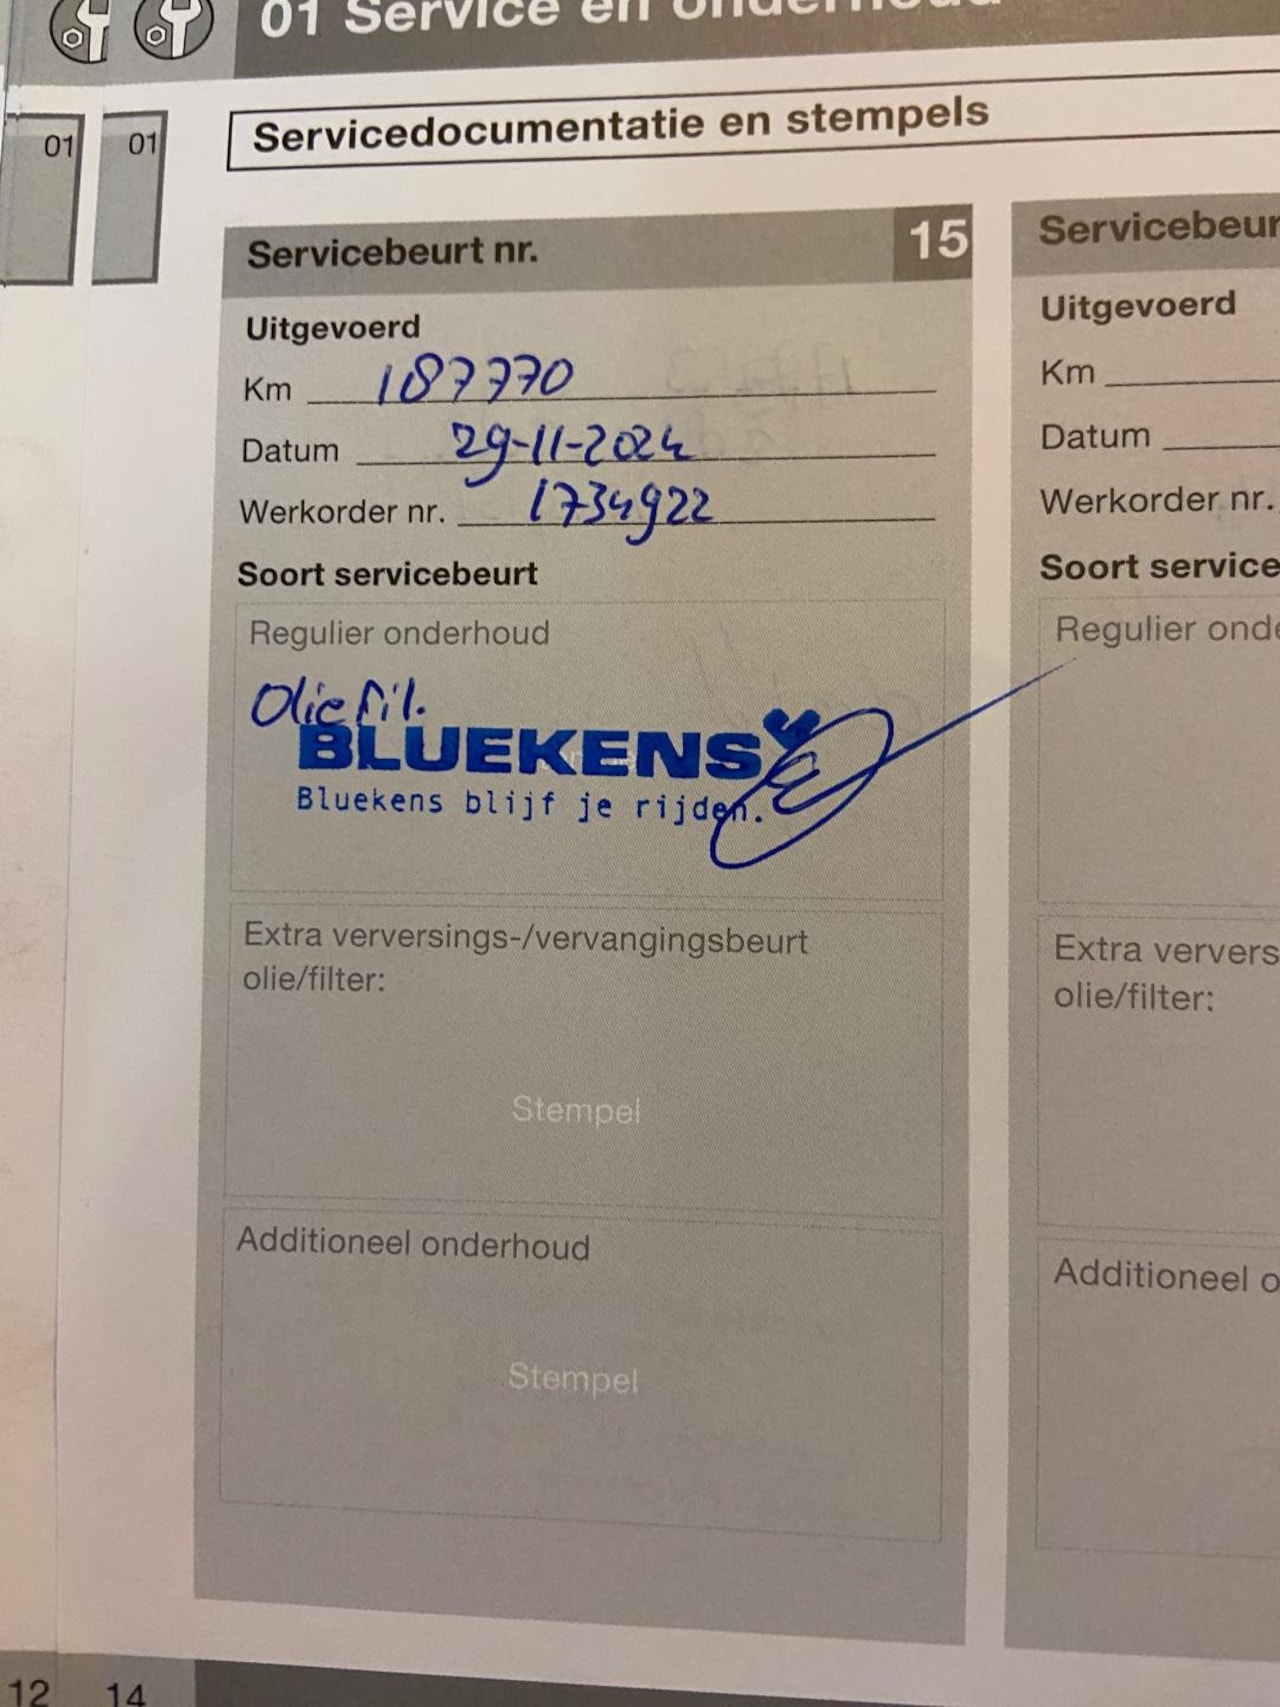 01 Service en onderhoud
01
01
Servicedocumentatie en stempels
Servicebeurt nr. 15
Uitgevoerd
Km 187770
Datum 29-11-2024
Werkorder nr. 1734922
Soort servicebeurt
Regulier onderhoud
Olie fil.
BLUEKENS
Bluekens blijf je rijden.
Extra verversings-/vervangingsbeurt
olie/filter:
Stempel
Additioneel onderhoud
Stempel
Servicebeur
Uitgevoerd
Km
Datum
Werkorder nr.
Soort service
Regulier onde
Extra ververs
olie/filter:
Additioneel o
12
14